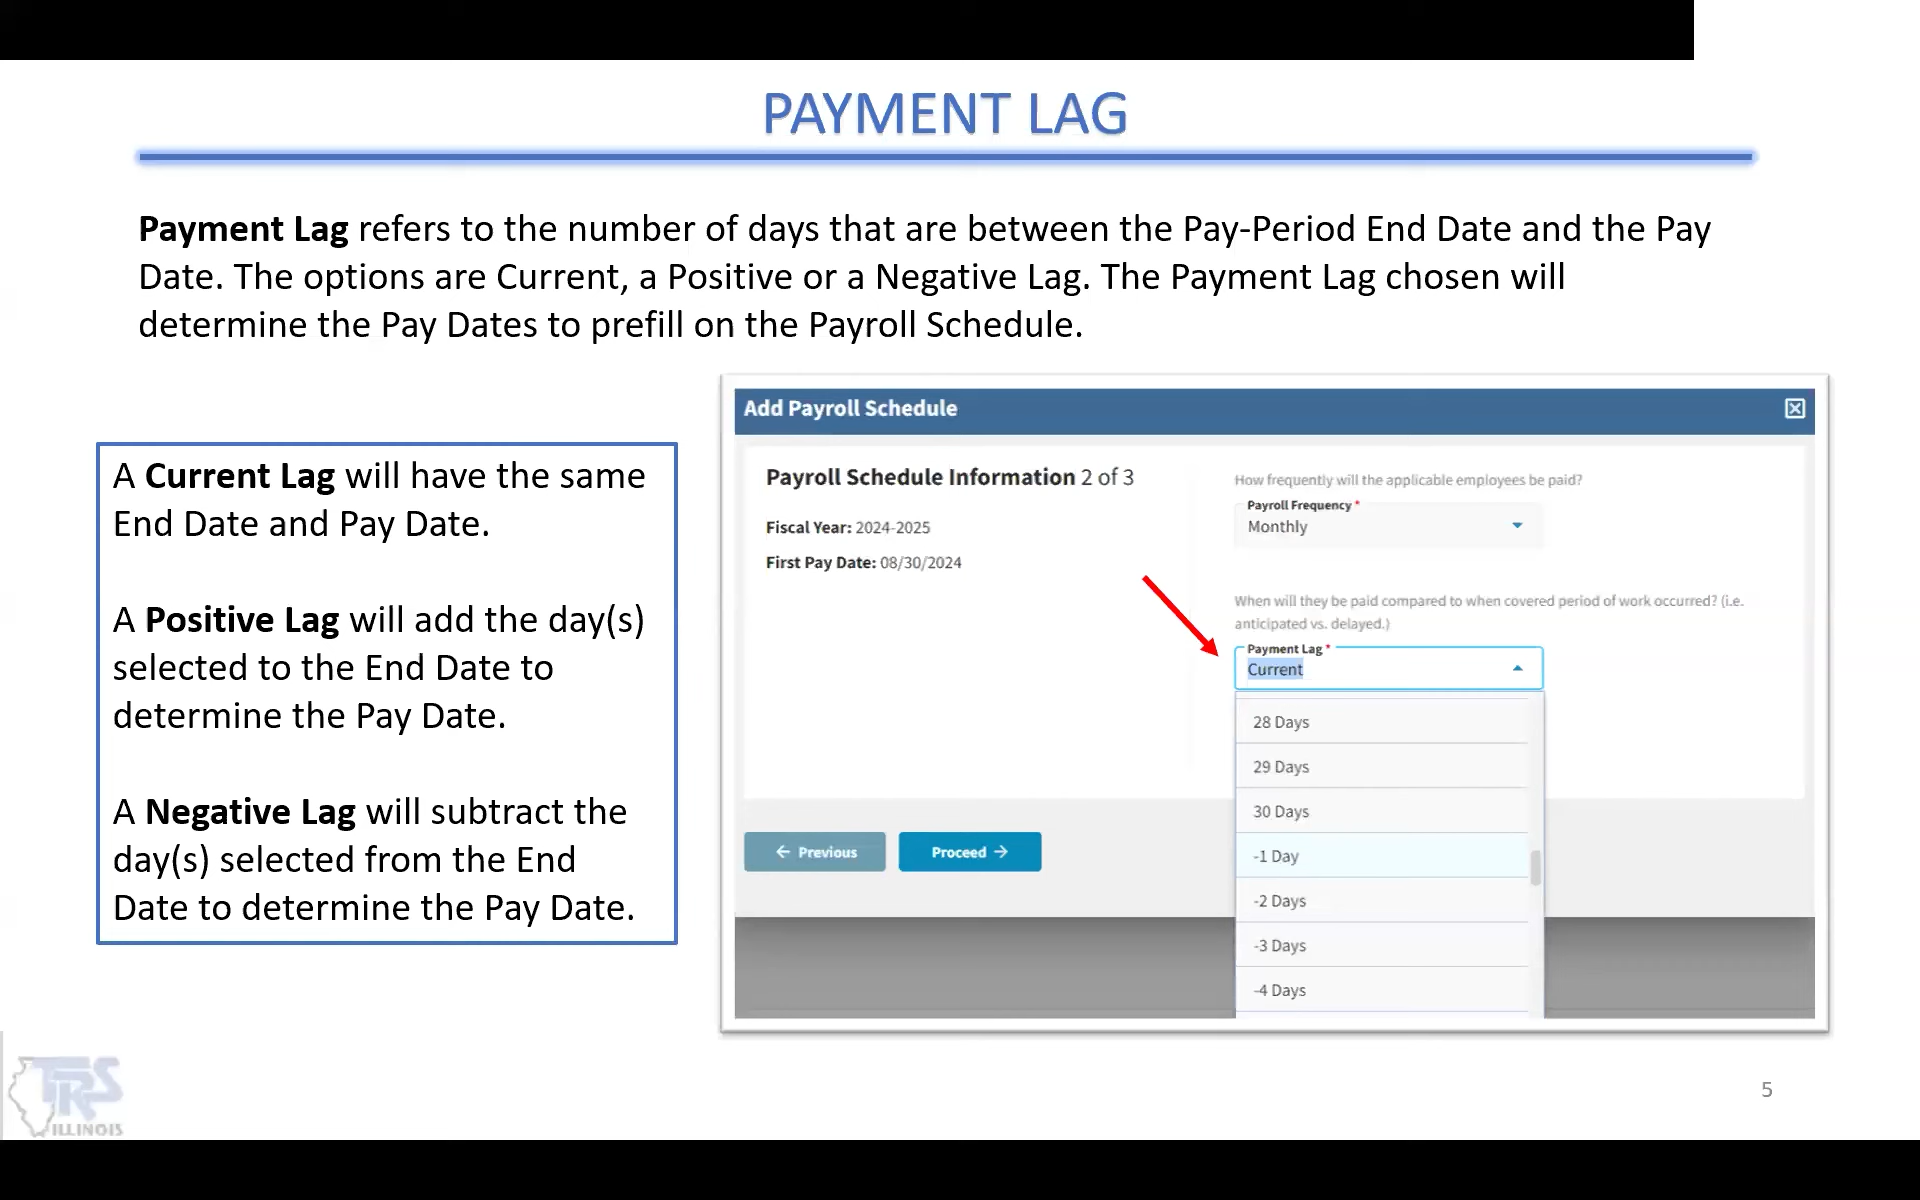 PAYMENT LAG
Payment Lag refers to the number of days that are between the Pay-Period End Date and the Pay
Date. The options are Current, a Positive or a Negative Lag. The Payment Lag chosen will
determine the Pay Dates to prefill on the Payroll Schedule.
A Current Lag will have the same
End Date and Pay Date.
A Positive Lag will add the day(s)
selected to the End Date to
determine the Pay Date.
A Negative Lag will subtract the
day(s) selected from the End
Date to determine the Pay Date.
Add Payroll Schedule
Payroll Schedule Information 2 of 3
Fiscal Year: 2024-2025
First Pay Date: 08/30/2024
← Previous
Proceed →
How frequently will the applicable employees be paid?
Payroll Frequency *
Monthly
When will they be paid compared to when covered period of work occurred? (i.e.
anticipated vs. delayed.)
Payment Lag *
Current
28 Days
29 Days
30 Days
-1 Day
-2 Days
-3 Days
-4 Days
TRS
ILLINOIS
5